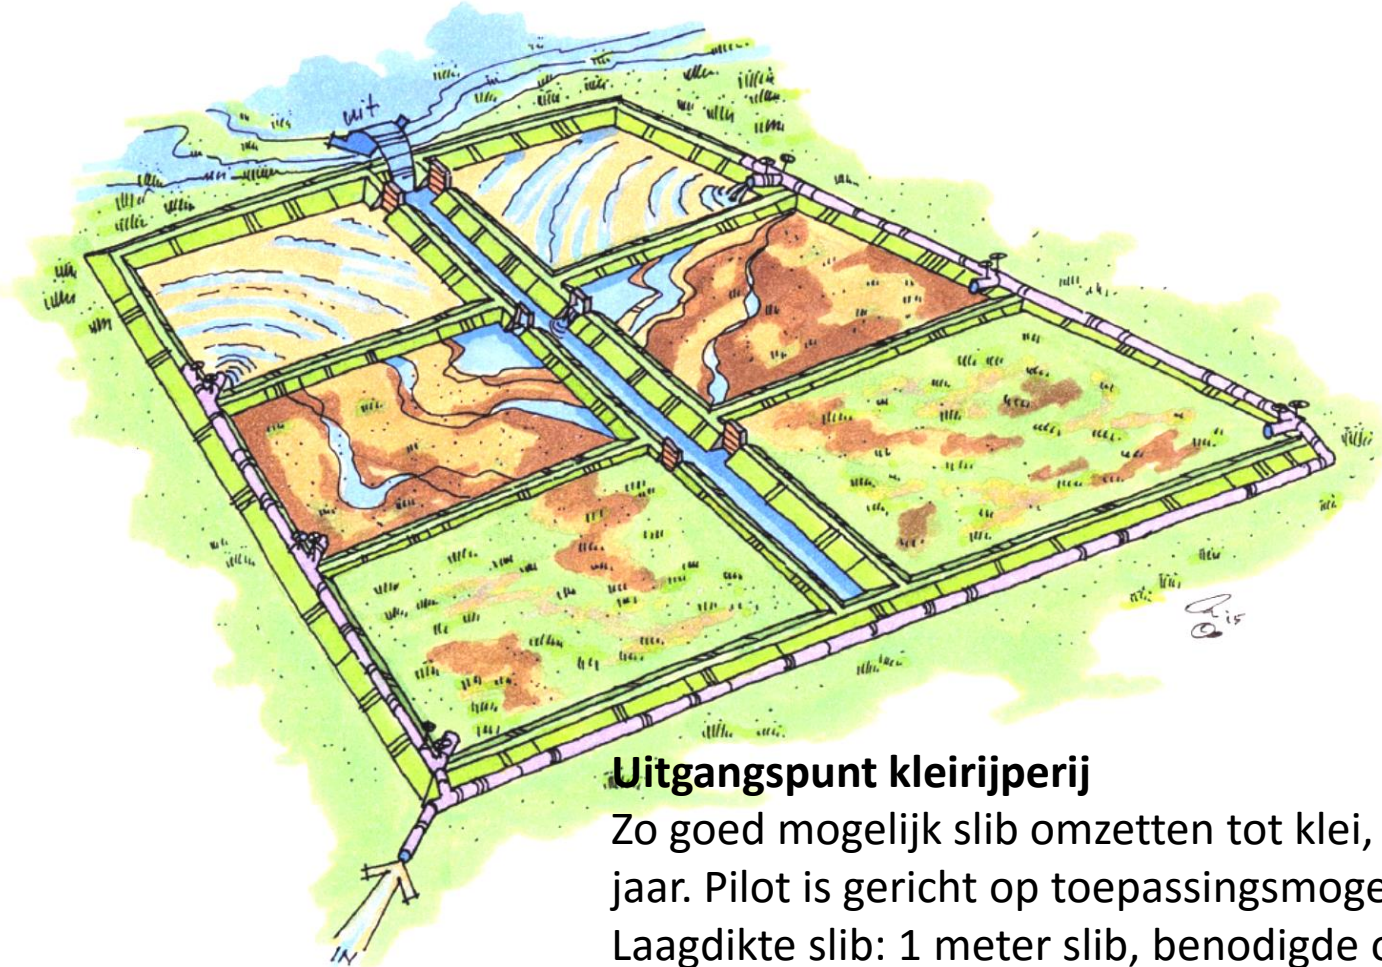 uit
IN
15
Uitgangspunt kleirijperij
Zo goed mogelijk slib omzetten tot klei,
jaar. Pilot is gericht op
Laagdikte slib: 1 meter slib, benodigde